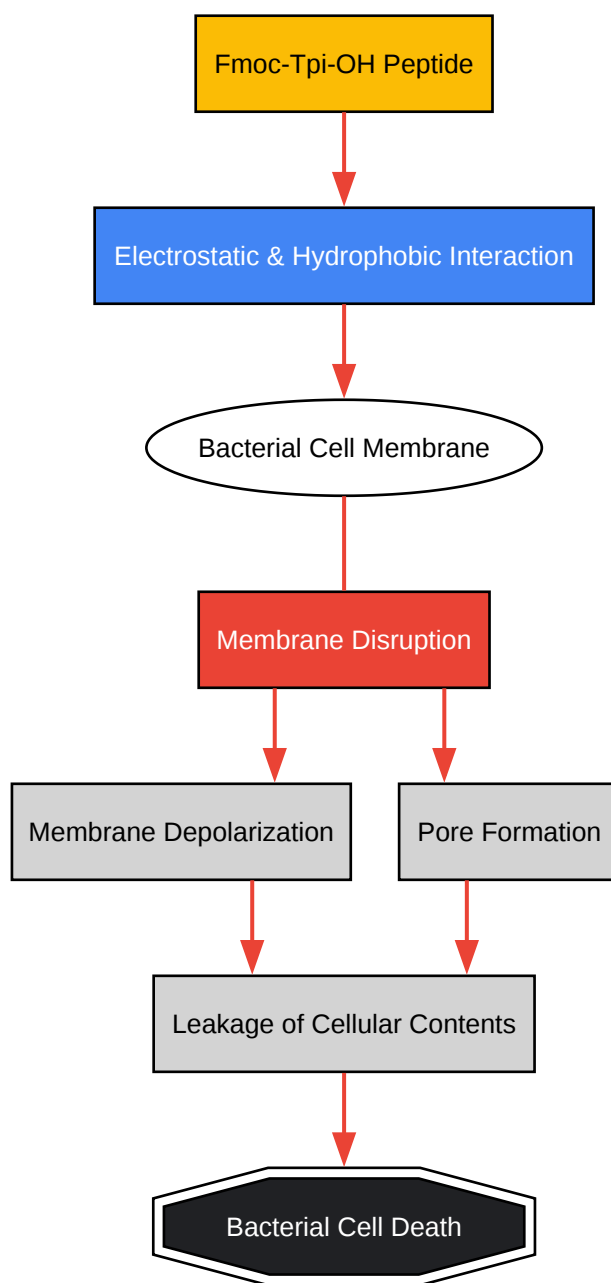 Fmoc-Tpi-OH Peptide
Electrostatic & Hydrophobic Interaction
Bacterial Cell Membrane
Membrane Disruption
Membrane Depolarization
Pore Formation
Leakage of Cellular Contents
Bacterial Cell Death